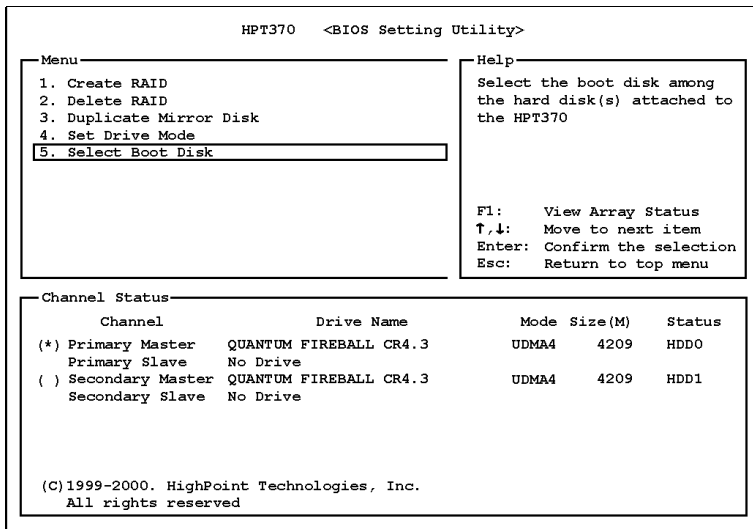 HPT370 <BIOS Setting Utility>
Menu
1. Create RAID
2. Delete RAID
3. Duplicate Mirror Disk
4. Set Drive Mode
5. Select Boot Disk
Help
Select the boot disk among
the hard disk(s) attached to
the HPT370
F1: View Array Status
↑,↓: Move to next item
Enter: Confirm the selection
Esc: Return to top menu
Channel Status
Channel Drive Name Mode Size(M) Status
(*) Primary Master QUANTUM FIREBALL CR4.3 UDMA4 4209 HDD0
Primary Slave No Drive
( ) Secondary Master QUANTUM FIREBALL CR4.3 UDMA4 4209 HDD1
Secondary Slave No Drive
(C)1999-2000. HighPoint Technologies, Inc.
All rights reserved